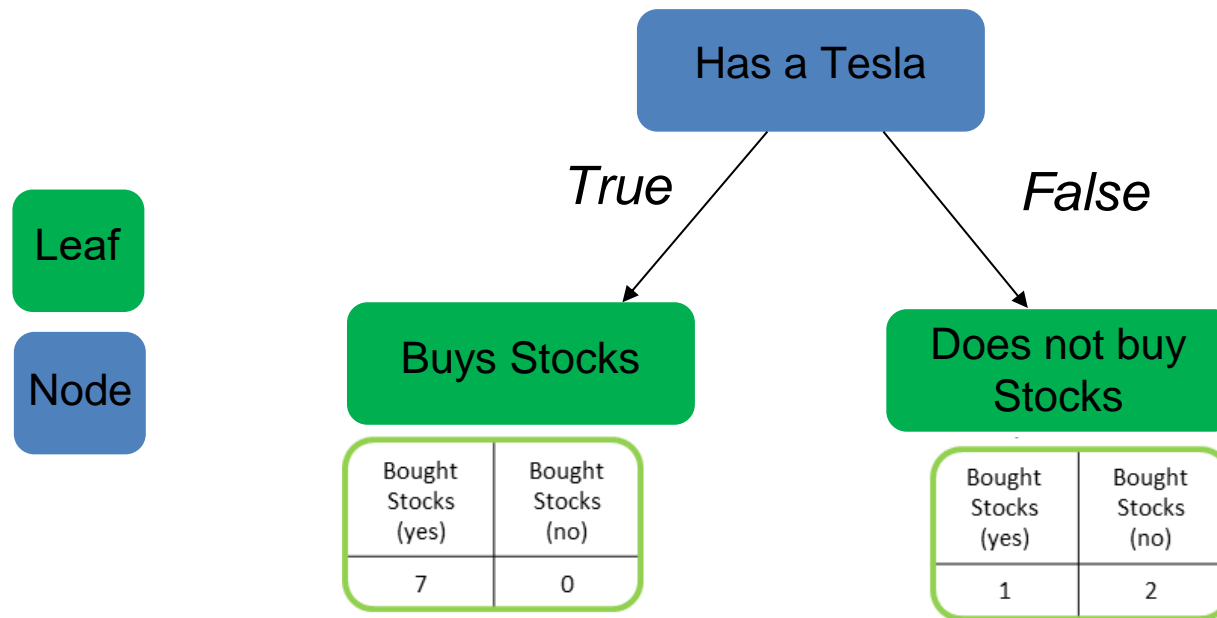 Has a Tesla
True
False
Leaf
Node
Buys Stocks
Does not buy
Stocks
Bought
Stocks
(yes)
Bought
Stocks
(no)
7
0
Bought
Stocks
(yes)
Bought
Stocks
(no)
1
2